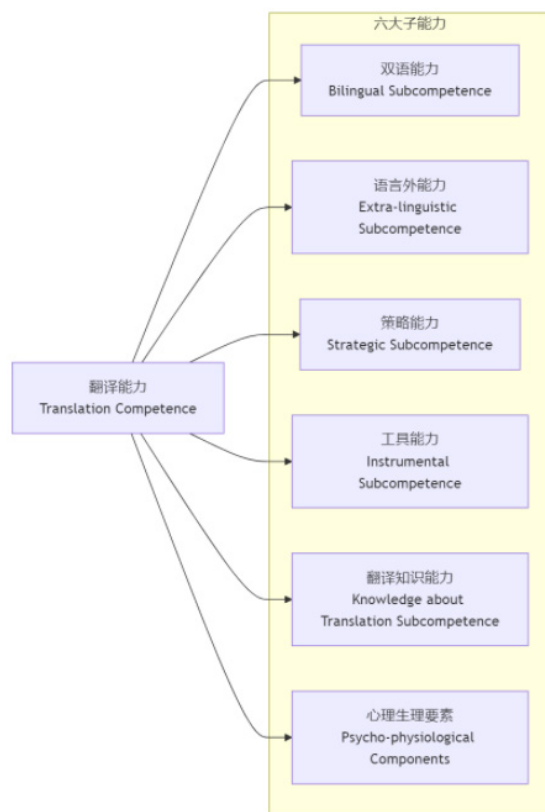 六大子能力
双语能力
Bilingual Subcompetence
语言外能力
Extra-linguistic
Subcompetence
策略能力
Strategic Subcompetence
翻译能力
Translation Competence
工具能力
Instrumental
Subcompetence
翻译知识能力
Knowledge about
Translation Subcompetence
心理生理要素
Psycho-physiological
Components